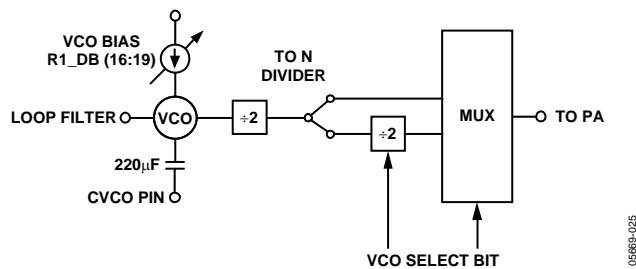 VCO BIAS
R1_DB (16:19)
TO N
DIVIDER
LOOP FILTER
VCO
÷2
÷2
MUX
TO PA
220μF
CVCO PIN
VCO SELECT BIT
05669-025